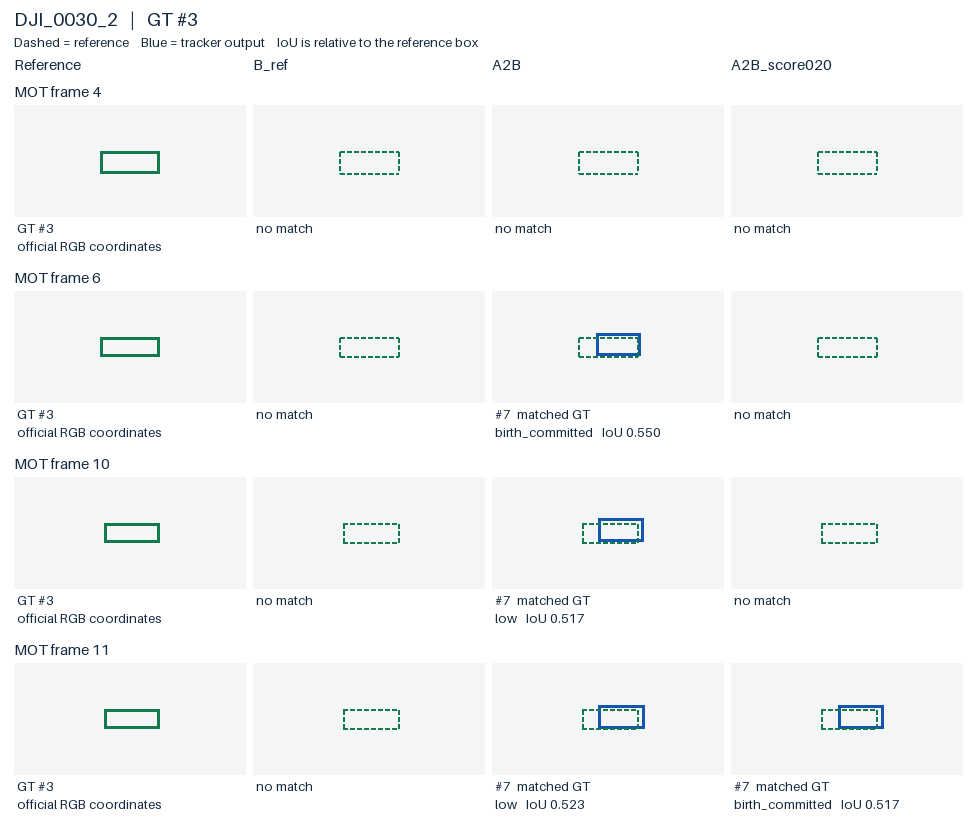 DJI_0030_2 | GT #3
Dashed = reference Blue = tracker output IoU is relative to the reference box
Reference B_ref A2B A2B_score020
MOT frame 4
GT #3 no match no match no match
official RGB coordinates
MOT frame 6
GT #3 no match #7 matched GT no match
official RGB coordinates birth_committed IoU 0.550
MOT frame 10
GT #3 no match #7 matched GT no match
official RGB coordinates low IoU 0.517
MOT frame 11
GT #3 no match #7 matched GT #7 matched GT
official RGB coordinates low IoU 0.523 birth_committed IoU 0.517